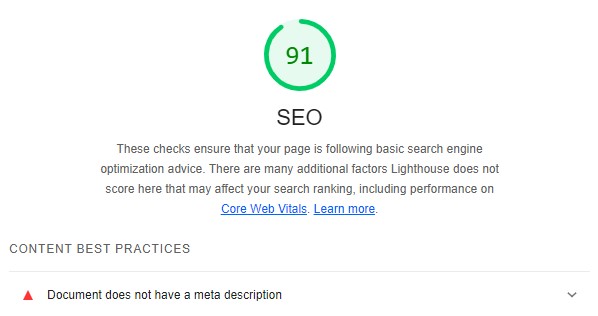 91
SEO
These checks ensure that your page is following basic search engine
optimization advice. There are many additional factors Lighthouse does not
score here that may affect your search ranking, including performance on
Core Web Vitals. Learn more.
CONTENT BEST PRACTICES
Document does not have a meta description